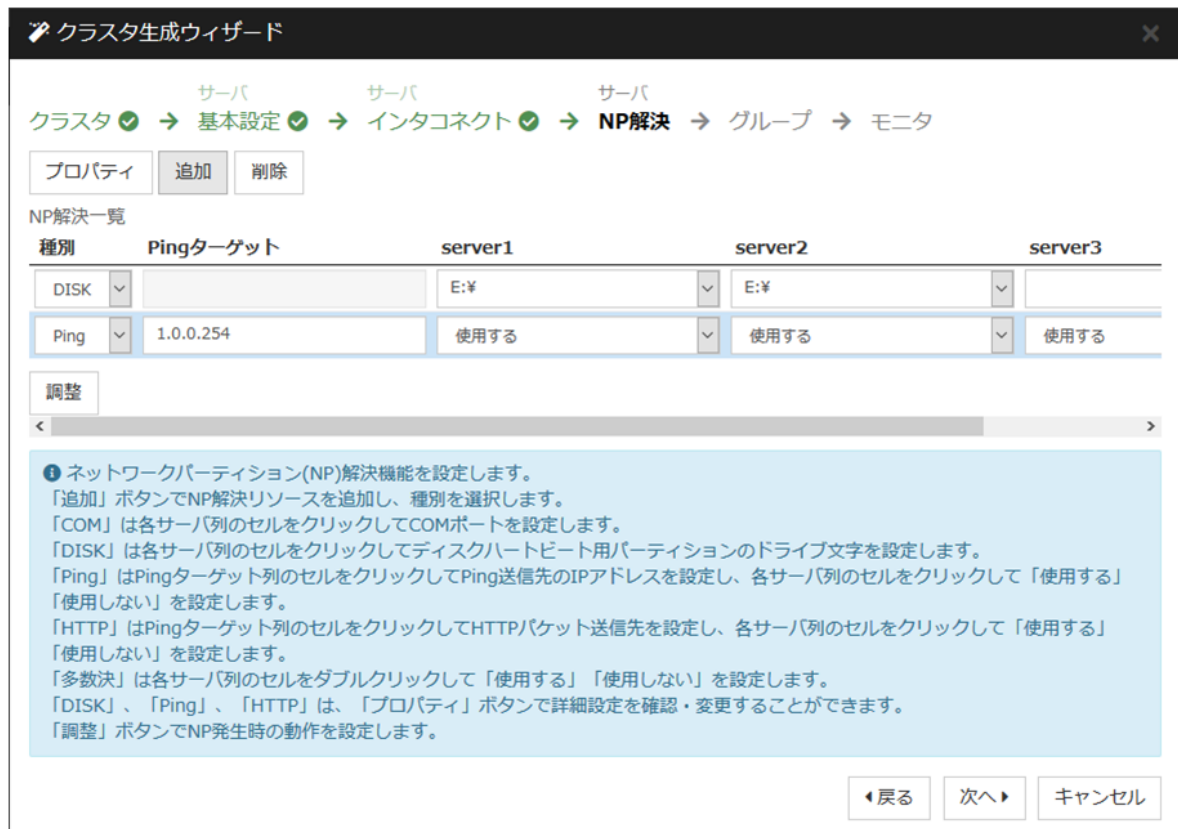 クラスタ生成ウィザード
サーバ サーバ サーバ
クラスタ → 基本設定 → インタコネクト → NP解決 → グループ → モニタ
プロパティ 追加 削除
NP解決一覧
種別 Pingターゲット server1 server2 server3
DISK E:¥ E:¥
Ping 1.0.0.254 使用する 使用する 使用する
調整
ネットワークパーティション(NP)解決機能を設定します。
「追加」ボタンでNP解決リソースを追加し、種別を選択します。
「COM」は各サーバ列のセルをクリックしてCOMポートを設定します。
「DISK」は各サーバ列のセルをクリックしてディスクハートビート用パーティションのドライブ文字を設定します。
「Ping」はPingターゲット列のセルをクリックしてPing送信先のIPアドレスを設定し、各サーバ列のセルをクリックして「使用する」
「使用しない」を設定します。
「HTTP」はPingターゲット列のセルをクリックしてHTTPパケット送信先を設定し、各サーバ列のセルをクリックして「使用する」
「使用しない」を設定します。
「多数決」は各サーバ列のセルをダブルクリックして「使用する」「使用しない」を設定します。
「DISK」、「Ping」、「HTTP」は、「プロパティ」ボタンで詳細設定を確認・変更することができます。
「調整」ボタンでNP発生時の動作を設定します。
戻る 次へ キャンセル